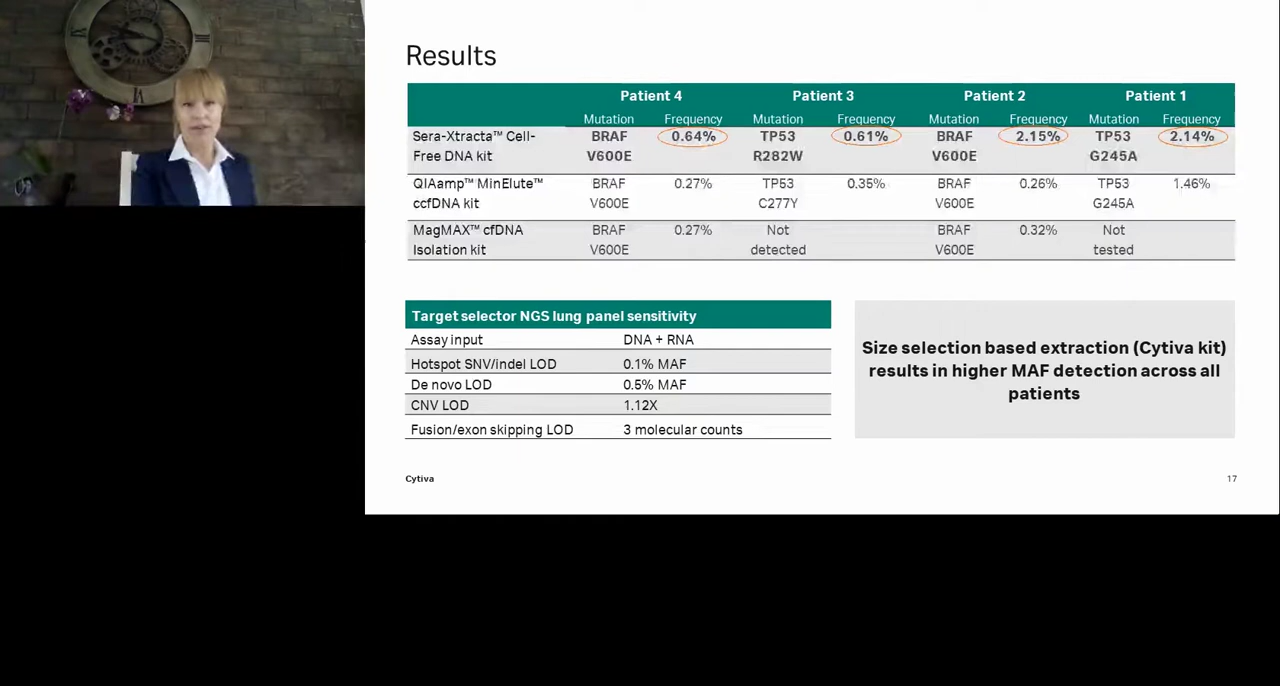 Results
Patient 4 Patient 3 Patient 2 Patient 1
Mutation Frequency Mutation Frequency Mutation Frequency Mutation Frequency
Sera-Xtracta™ Cell- BRAF 0.64% TP53 0.61% BRAF 2.15% TP53 2.14%
Free DNA kit V600E R282W V600E G245A
QIAamp™ MinElute™ BRAF 0.27% TP53 0.35% BRAF 0.26% TP53 1.46%
ccfDNA kit V600E C277Y V600E G245A
MagMAX™ cfDNA BRAF 0.27% Not BRAF 0.32% Not
Isolation kit V600E detected V600E tested
Target selector NGS lung panel sensitivity
Assay input DNA + RNA
Hotspot SNV/indel LOD 0.1% MAF
De novo LOD 0.5% MAF
CNV LOD 1.12X
Fusion/exon skipping LOD 3 molecular counts
Size selection based extraction (Cytiva kit)
results in higher MAF detection across all
patients
Cytiva 17